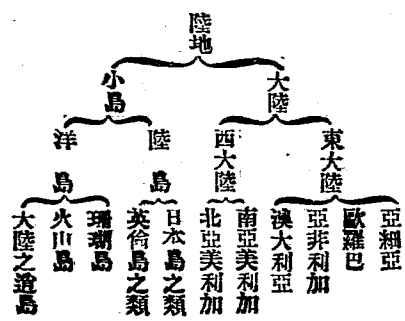 陸地
大陸
小島
東大陸
西大陸
陸島
洋島
亞細亞
歐羅巴
亞非利加
澳大利亞
南亞美利加
北亞美利加
日本島之類
英倫島之類
珊瑚島
火山島
大陸之遺島